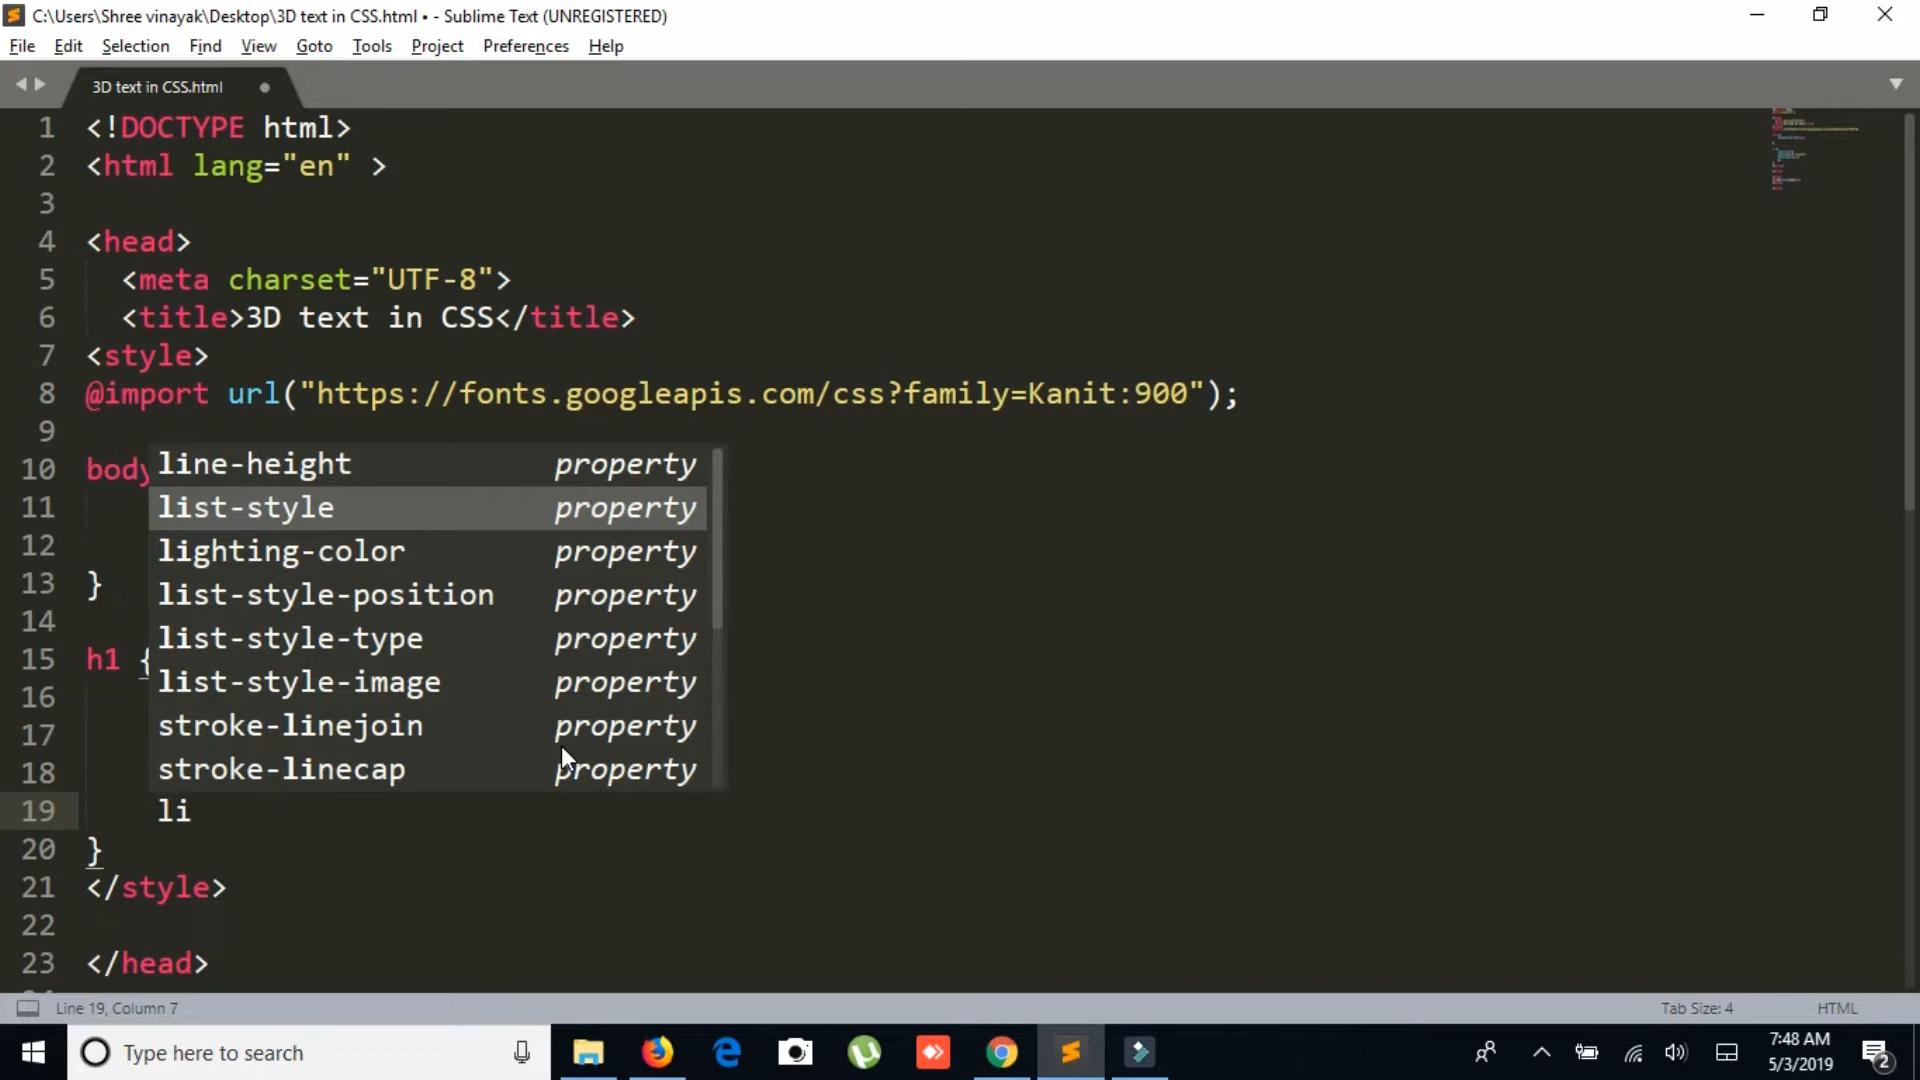 C:\Users\Shree vinayak\Desktop\3D text in CSS.html • - Sublime Text (UNREGISTERED)
File Edit Selection Find View Goto Tools Project Preferences Help
3D text in CSS.html
1 <!DOCTYPE html>
2 <html lang="en" >
3
4 <head>
5 <meta charset="UTF-8">
6 <title>3D text in CSS</title>
7 <style>
8 @import url("https://fonts.googleapis.com/css?family=Kanit:900");
9
10 body
line-height property
11
list-style property
12
lighting-color property
13 }
list-style-position property
14
list-style-type property
15 h1 {
list-style-image property
16
17
stroke-linejoin property
18
stroke-linecap property
19 li
20 }
21 </style>
22
23 </head>
Line 19, Column 7 Tab Size: 4 HTML
Type here to search
7:48 AM
5/3/2019
2